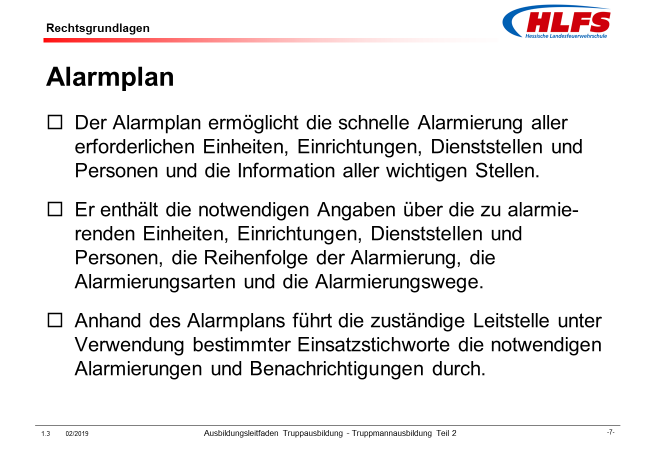 Rechtsgrundlagen
HLFS
Hessische Landesfeuerwehrschule
Alarmplan
Der Alarmplan ermöglicht die schnelle Alarmierung aller
erforderlichen Einheiten, Einrichtungen, Dienststellen und
Personen und die Information aller wichtigen Stellen.
Er enthält die notwendigen Angaben über die zu alarmie-
renden Einheiten, Einrichtungen, Dienststellen und
Personen, die Reihenfolge der Alarmierung, die
Alarmierungsarten und die Alarmierungswege.
Anhand des Alarmplans führt die zuständige Leitstelle unter
Verwendung bestimmter Einsatzstichworte die notwendigen
Alarmierungen und Benachrichtigungen durch.
1.3 02/2019 Ausbildungsleitfaden Truppausbildung - Truppmannausbildung Teil 2 -7-